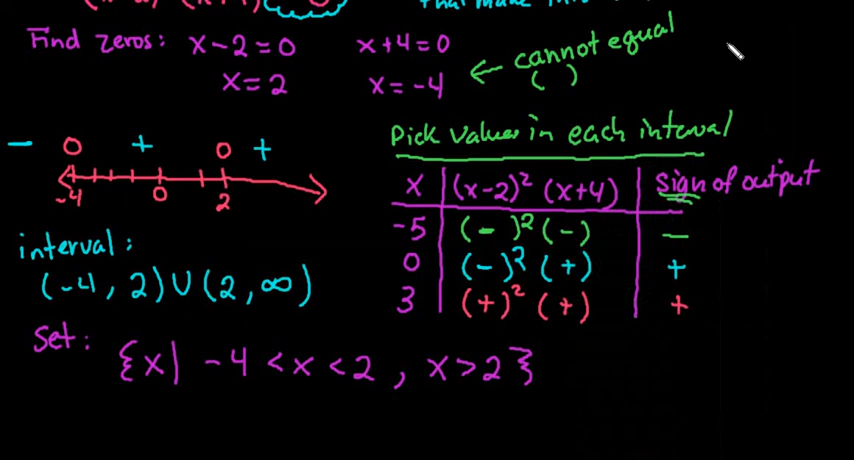 Find zeros: x-2=0 x+4=0
x=2 x=-4
← cannot equal
( )
- 0 + 0 +
-4 0 2
interval:
(-4, 2) ∪ (2, ∞)
Set:
{x| -4 < x < 2, x > 2}
Pick values in each interval
x (x-2)² (x+4) sign of output
-5 (-)² (-) -
0 (-)² (+) +
3 (+)² (+) +